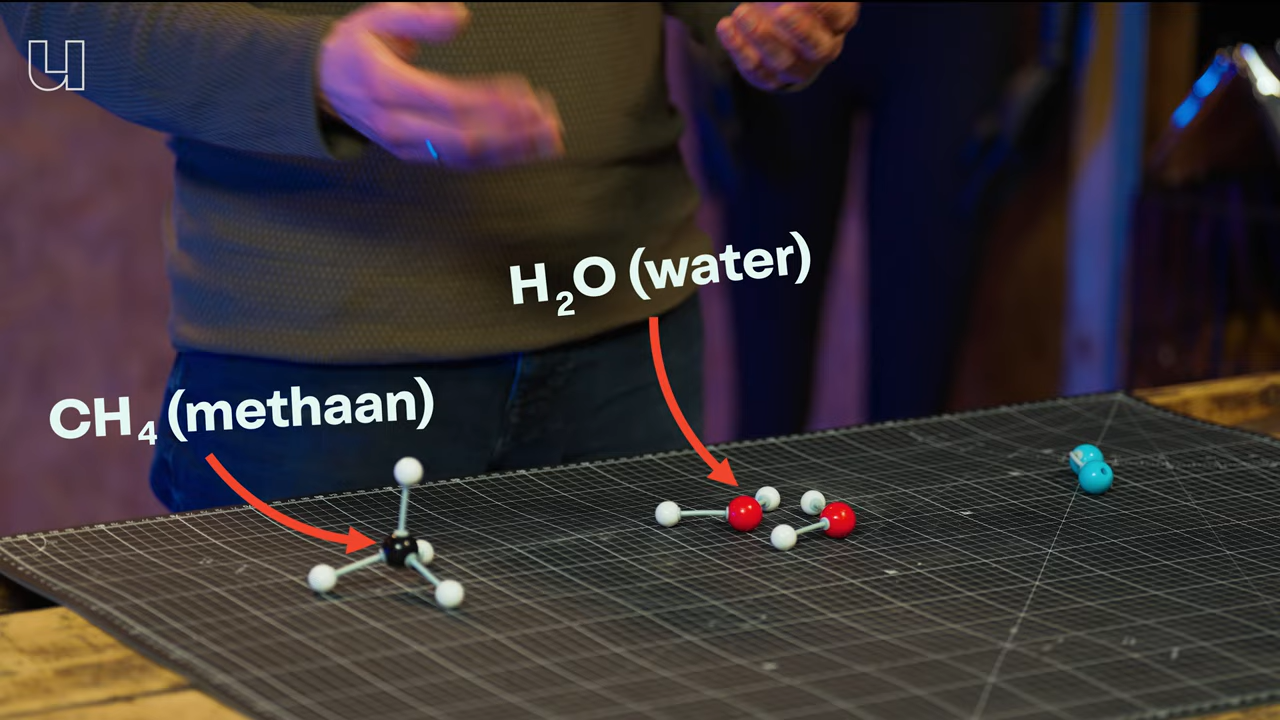 H₂O (water)
CH₄ (methaan)